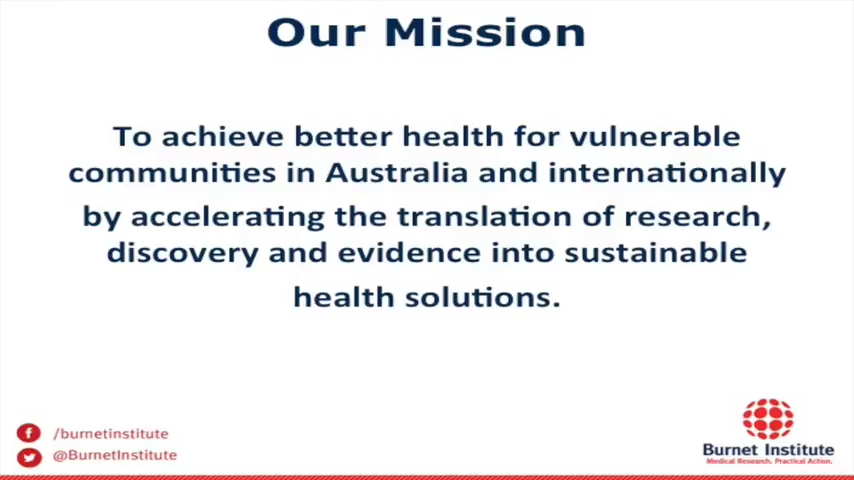 Our Mission
To achieve better health for vulnerable
communities in Australia and internationally
by accelerating the translation of research,
discovery and evidence into sustainable
health solutions.
f /burnetinstitute
@BurnetInstitute
Burnet Institute
Medical Research. Practical Action.